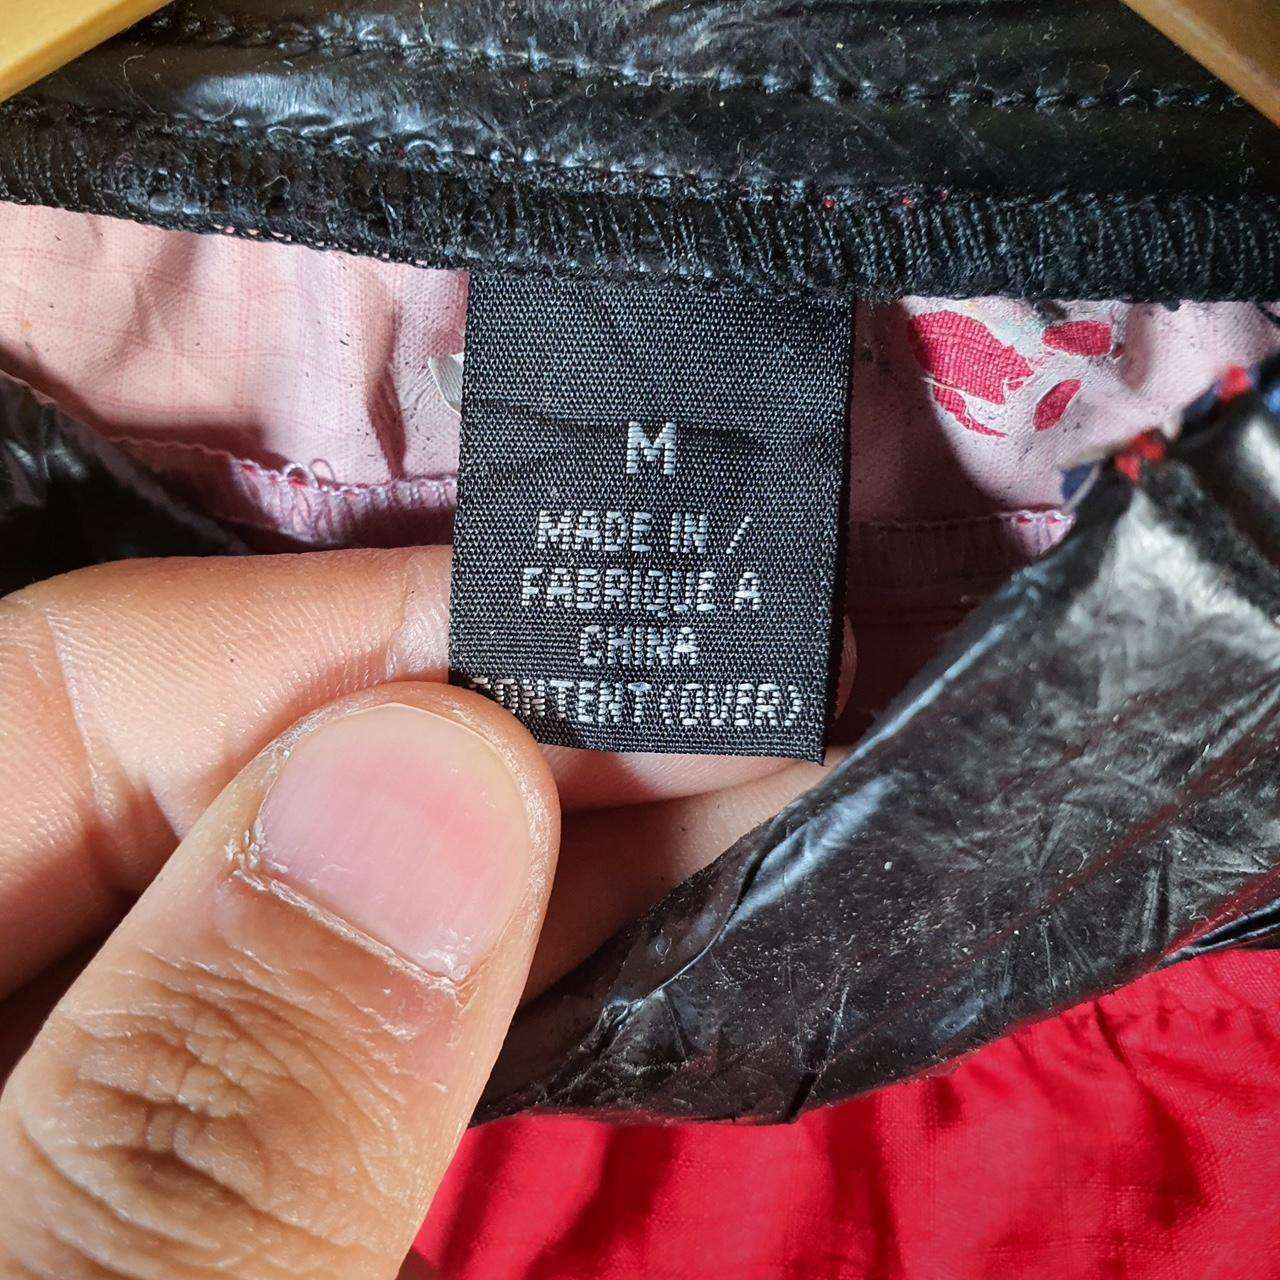 M
MADE IN /
FABRIQUE A
CHINA
CONTENT (OVER)